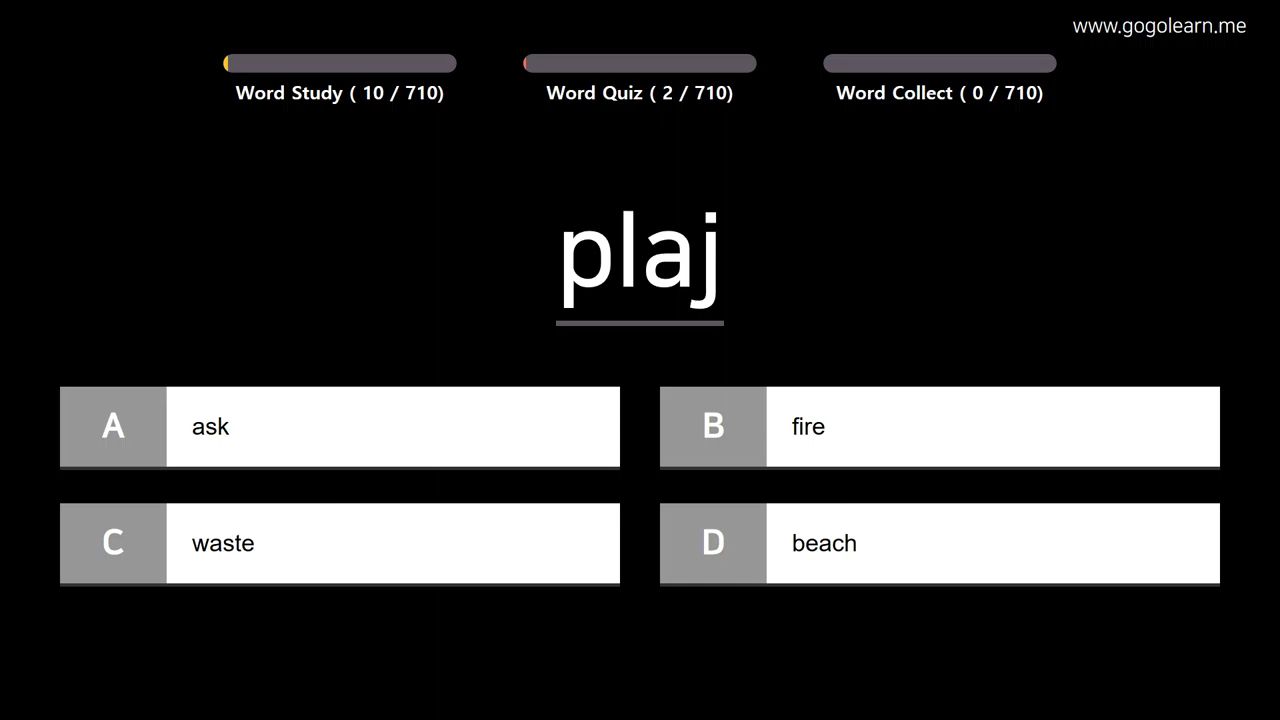 www.gogolearn.me
Word Study ( 10 / 710)
Word Quiz ( 2 / 710)
Word Collect ( 0 / 710)
plaj
A ask
B fire
C waste
D beach